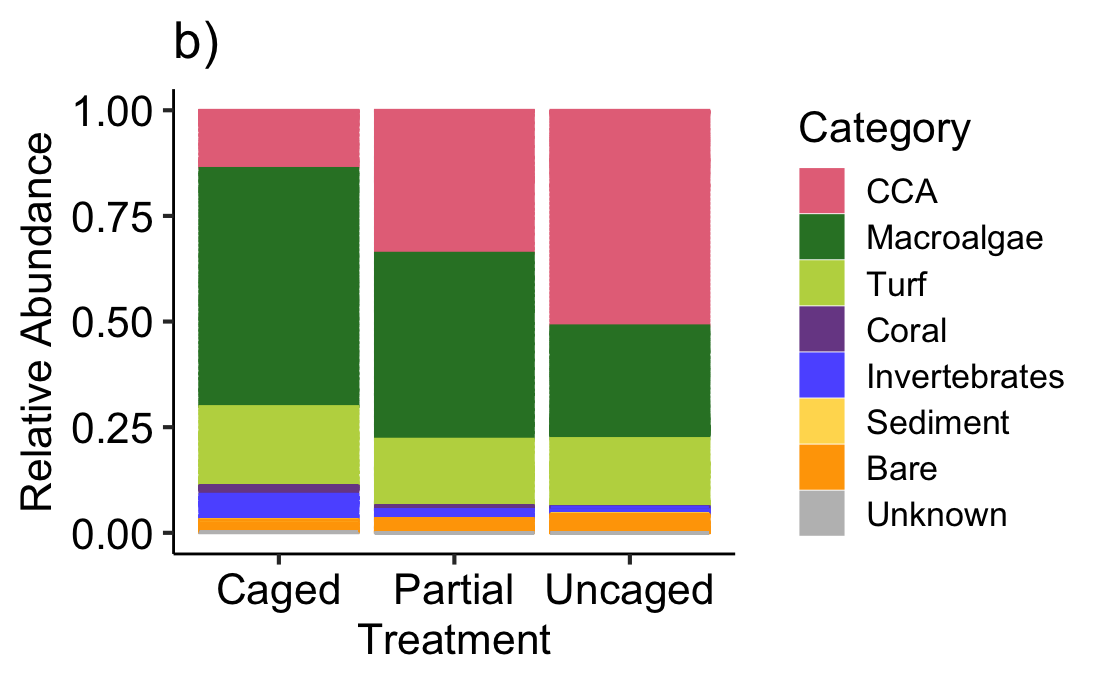 b)
Relative Abundance
1.00
0.75
0.50
0.25
0.00
Caged Partial Uncaged
Treatment
Category
CCA
Macroalgae
Turf
Coral
Invertebrates
Sediment
Bare
Unknown